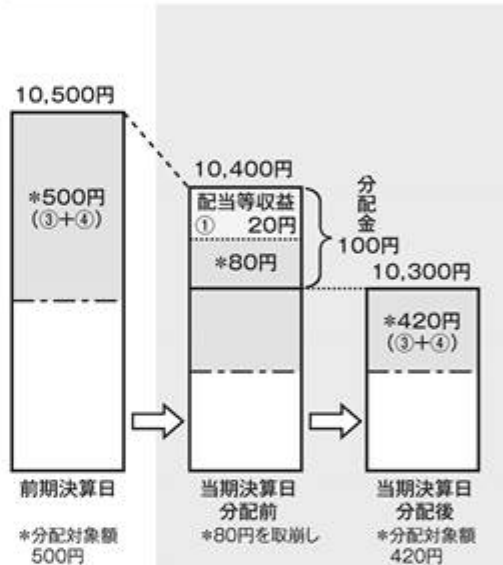 10,500円
*500円
(③+④)
前期決算日
*分配対象額
500円
10,400円
配当等収益
① 20円
*80円
分配金
100円
当期決算日
分配前
*80円を取崩し
10,300円
*420円
(③+④)
当期決算日
分配後
*分配対象額
420円